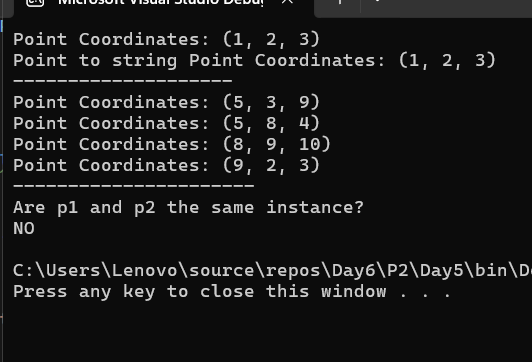 Microsoft Visual Studio Debug
Point Coordinates: (1, 2, 3)
Point to string Point Coordinates: (1, 2, 3)
--------------------
Point Coordinates: (5, 3, 9)
Point Coordinates: (5, 8, 4)
Point Coordinates: (8, 9, 10)
Point Coordinates: (9, 2, 3)
----------------------
Are p1 and p2 the same instance?
NO
C:\Users\Lenovo\source\repos\Day6\P2\Day5\bin\D
Press any key to close this window . . .